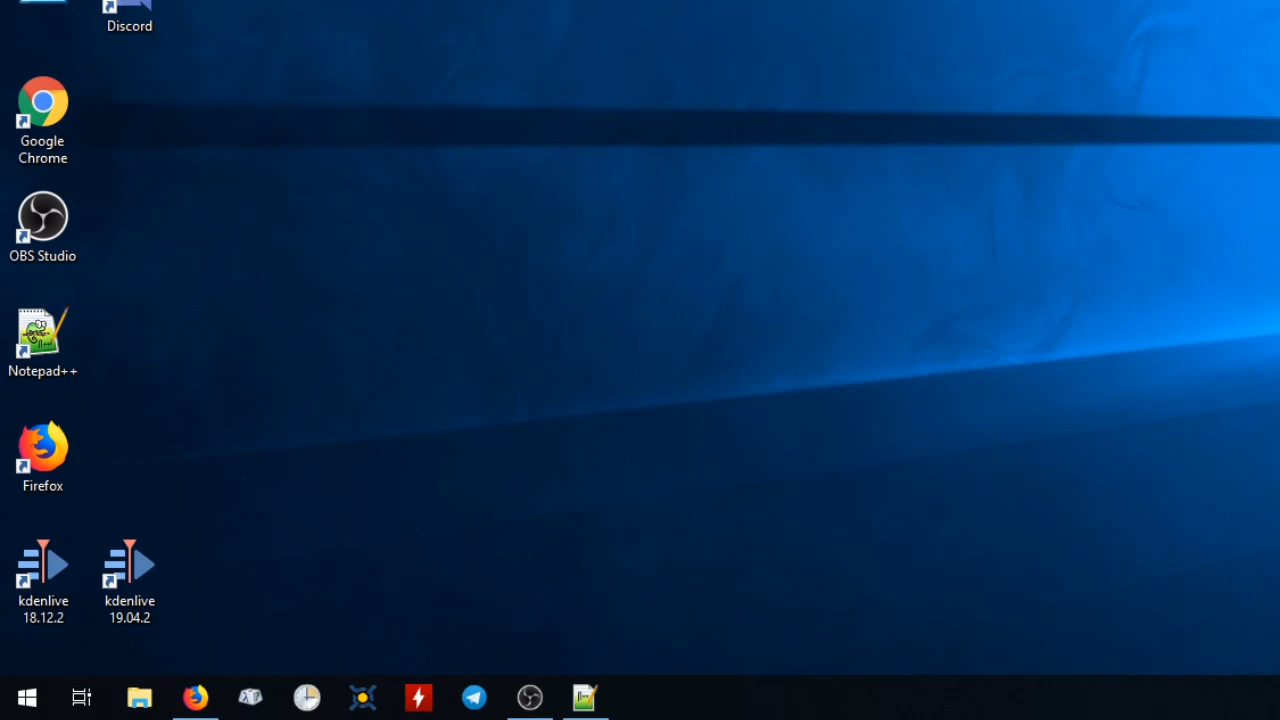 Discord
Google
Chrome
OBS Studio
Notepad++
Firefox
kdenlive
18.12.2
kdenlive
19.04.2